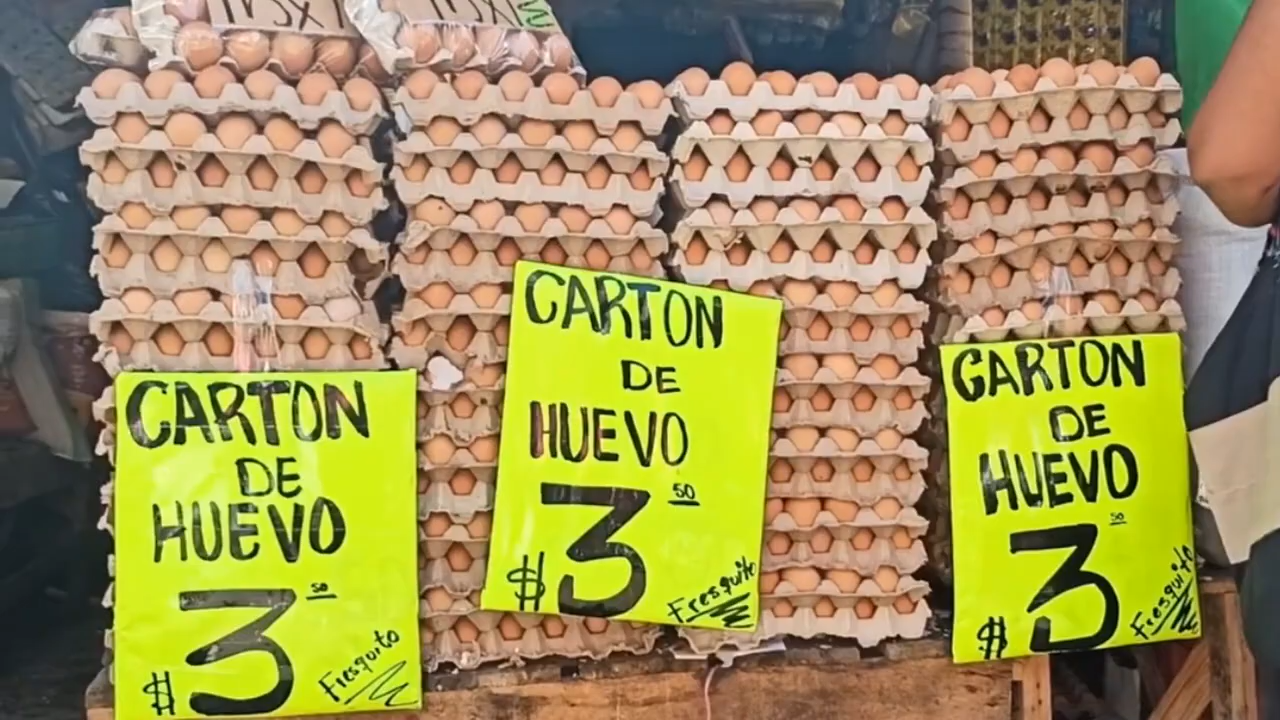 CARTON
DE
HUEVO
$ 3 50
Fresquito
CARTON
DE
HUEVO
$ 3 50
Fresquito
CARTON
DE
HUEVO
$ 3 50
Fresquito